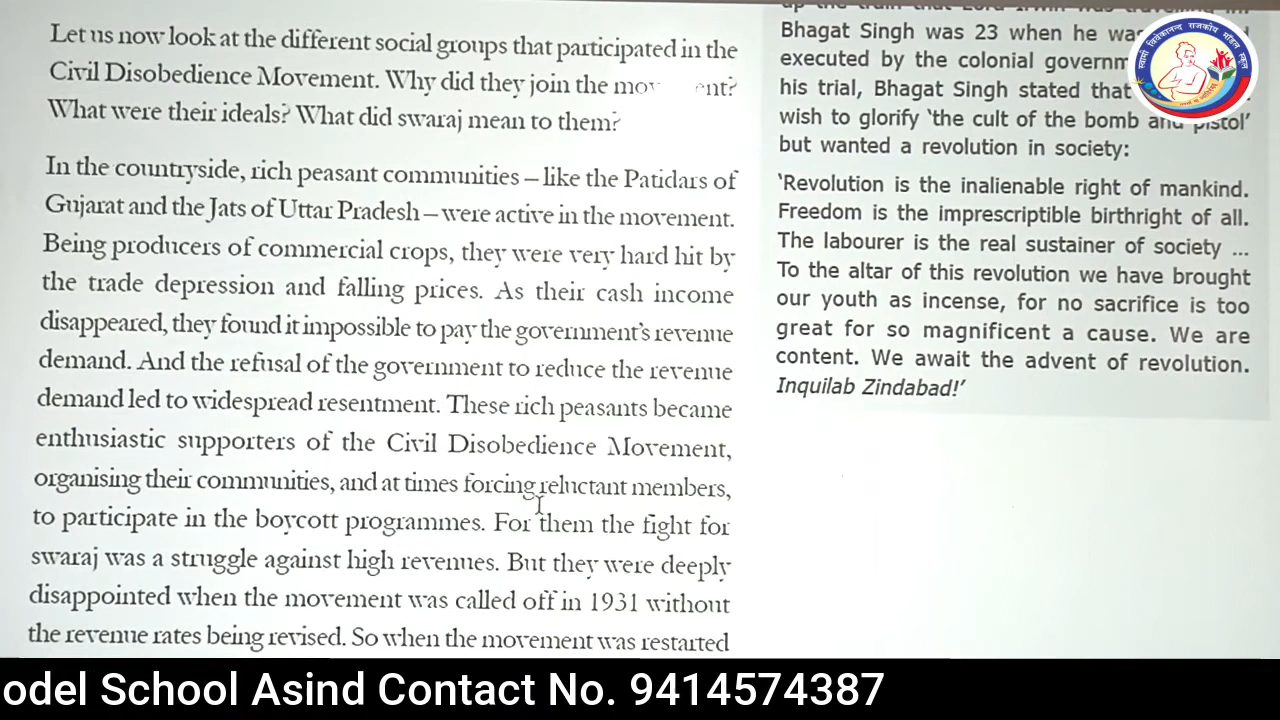 Let us now look at the different social groups that participated in the
Civil Disobedience Movement. Why did they join the
What were their ideals? What did swaraj mean to them?
In the countryside, rich peasant communities – like the Patidars of
Gujarat and the Jats of Uttar Pradesh – were active in the movement.
Being producers of commercial crops, they were very hard hit by
the trade depression and falling prices. As their cash income
disappeared, they found it impossible to pay the government's revenue
demand. And the refusal of the government to reduce the revenue
demand led to widespread resentment. These rich peasants became
enthusiastic supporters of the Civil Disobedience Movement,
organising their communities, and at times forcing reluctant members,
to participate in the boycott programmes. For them the fight for
swaraj was a struggle against high revenues. But they were deeply
disappointed when the movement was called off in 1931 without
the revenue rates being revised. So when the movement was restarted
Bhagat Singh was 23 when he was
executed by the colonial
his trial, Bhagat Singh stated that
wish to glorify 'the cult of the bomb and pistol'
but wanted a revolution in society:
'Revolution is the inalienable right of mankind.
Freedom is the imprescriptible birthright of all.
The labourer is the real sustainer of society ...
To the altar of this revolution we have brought
our youth as incense, for no sacrifice is too
great for so magnificent a cause. We are
content. We await the advent of revolution.
Inquilab Zindabad!'
स्वामी विवेकानन्द राजकीय मॉडल स्कूल
odel School Asind Contact No. 9414574387